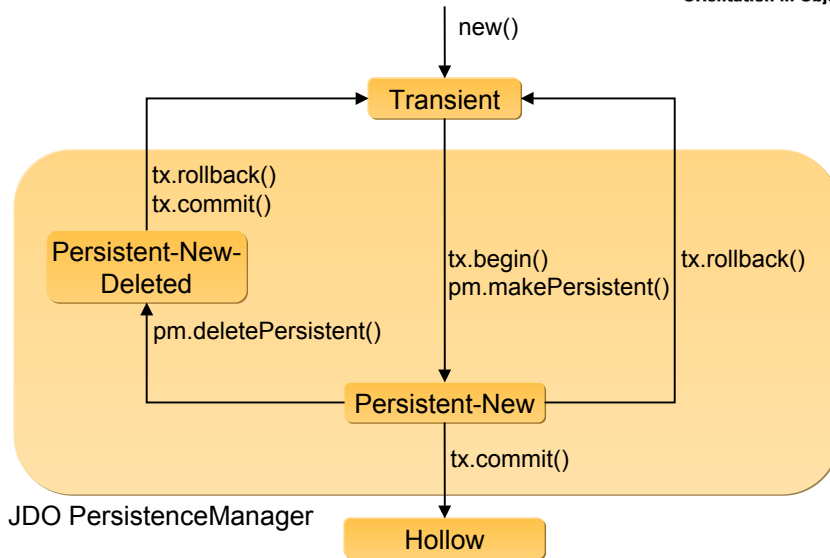 new()
Transient
tx.rollback()
tx.commit()
Persistent-New-
Deleted
tx.begin()
pm.makePersistent()
tx.rollback()
pm.deletePersistent()
Persistent-New
tx.commit()
JDO PersistenceManager
Hollow